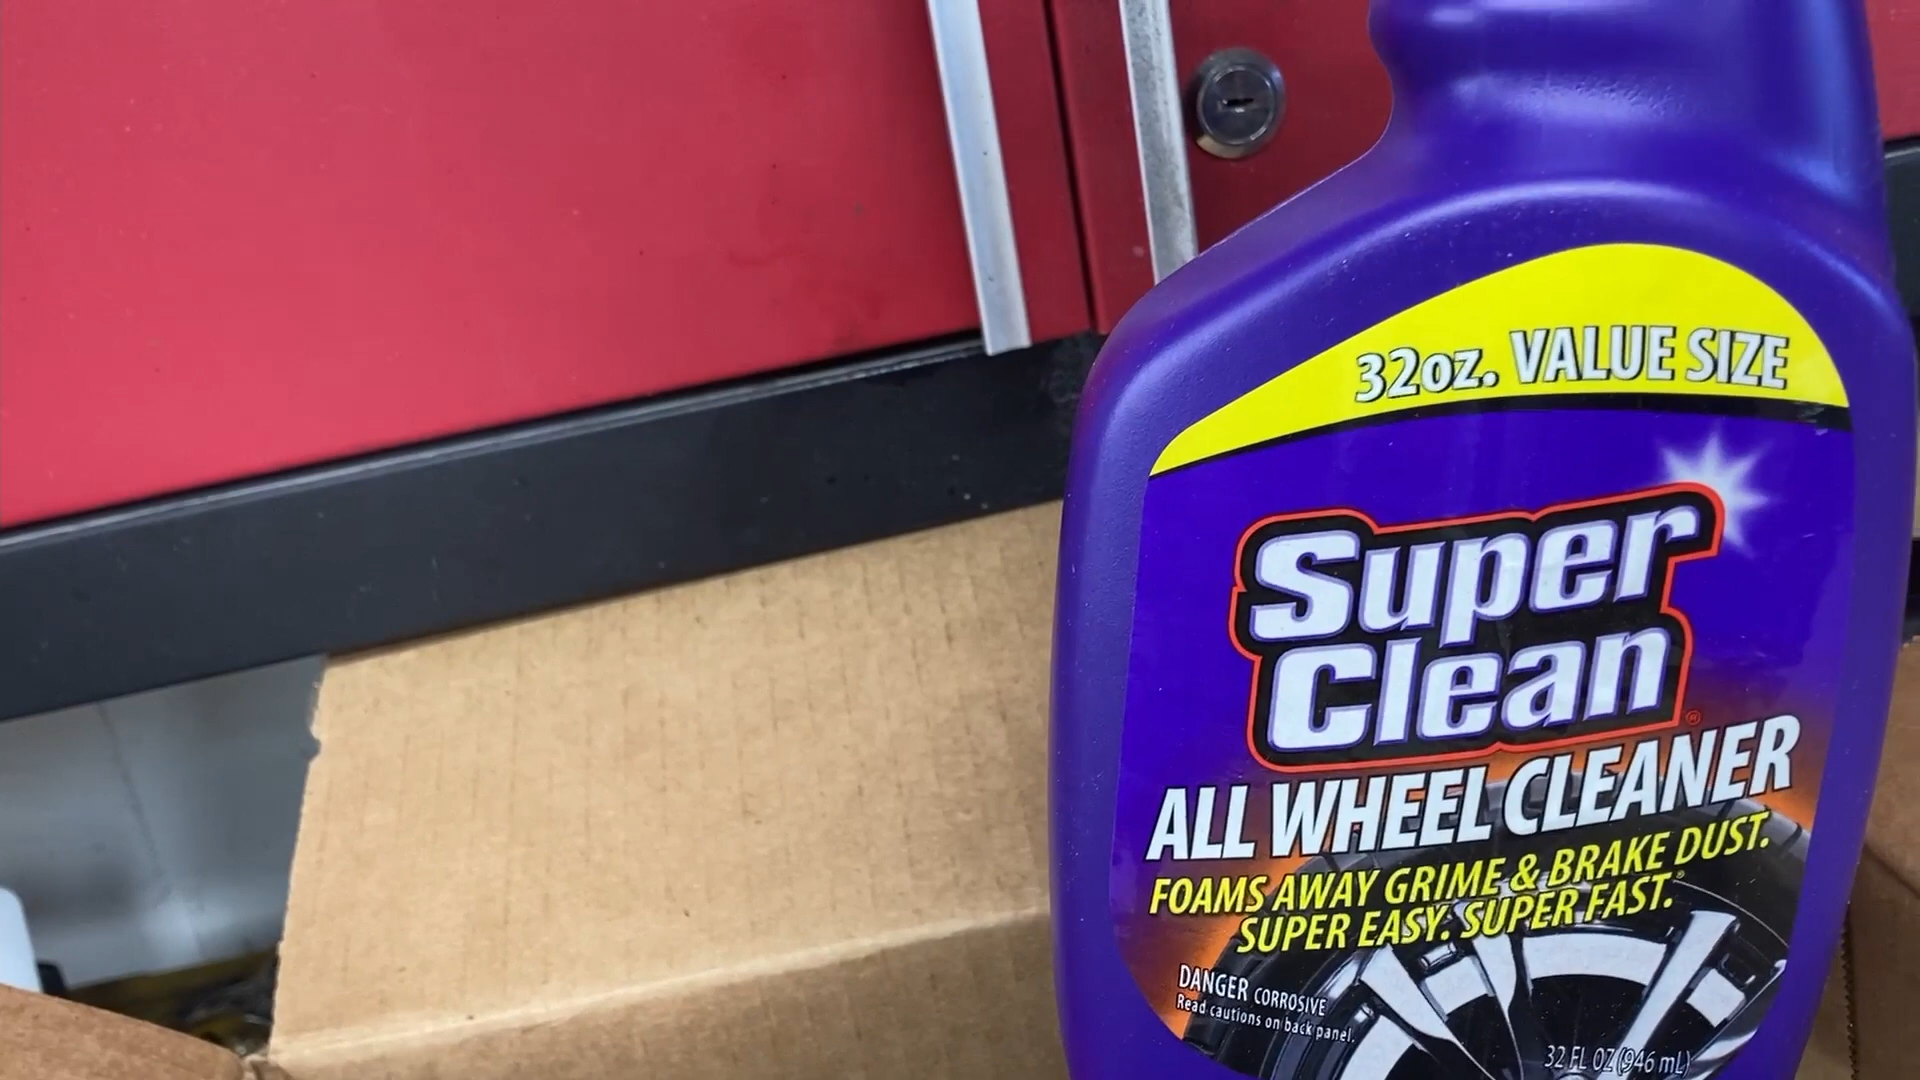 32oz. VALUE SIZE
Super
Clean®
ALL WHEEL CLEANER
FOAMS AWAY GRIME & BRAKE DUST.
SUPER EASY. SUPER FAST.®
DANGER CORROSIVE
Read cautions on back panel.
32 FL OZ (946 mL)